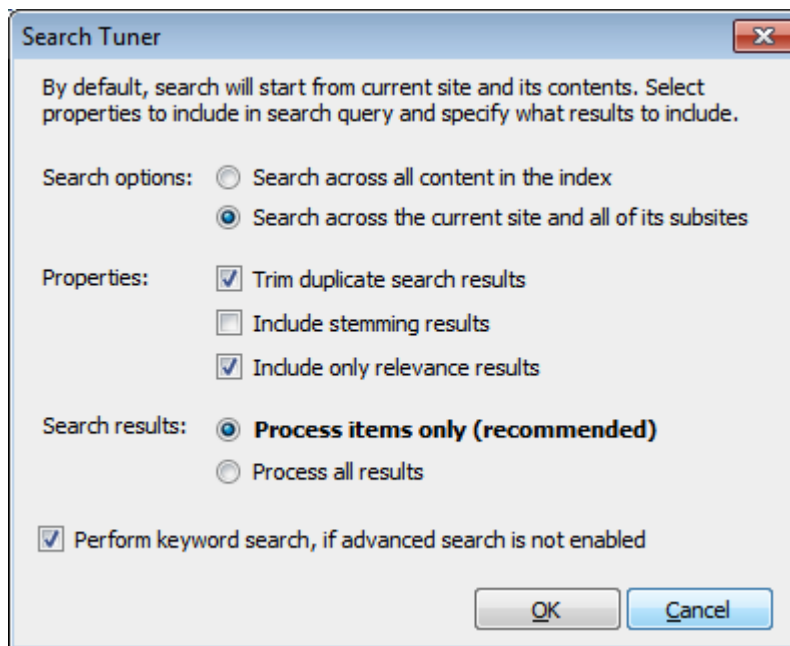 Search Tuner
By default, search will start from current site and its contents. Select
properties to include in search query and specify what results to include.
Search options: Search across all content in the index
Search across the current site and all of its subsites
Properties: Trim duplicate search results
Include stemming results
Include only relevance results
Search results: Process items only (recommended)
Process all results
Perform keyword search, if advanced search is not enabled
OK Cancel